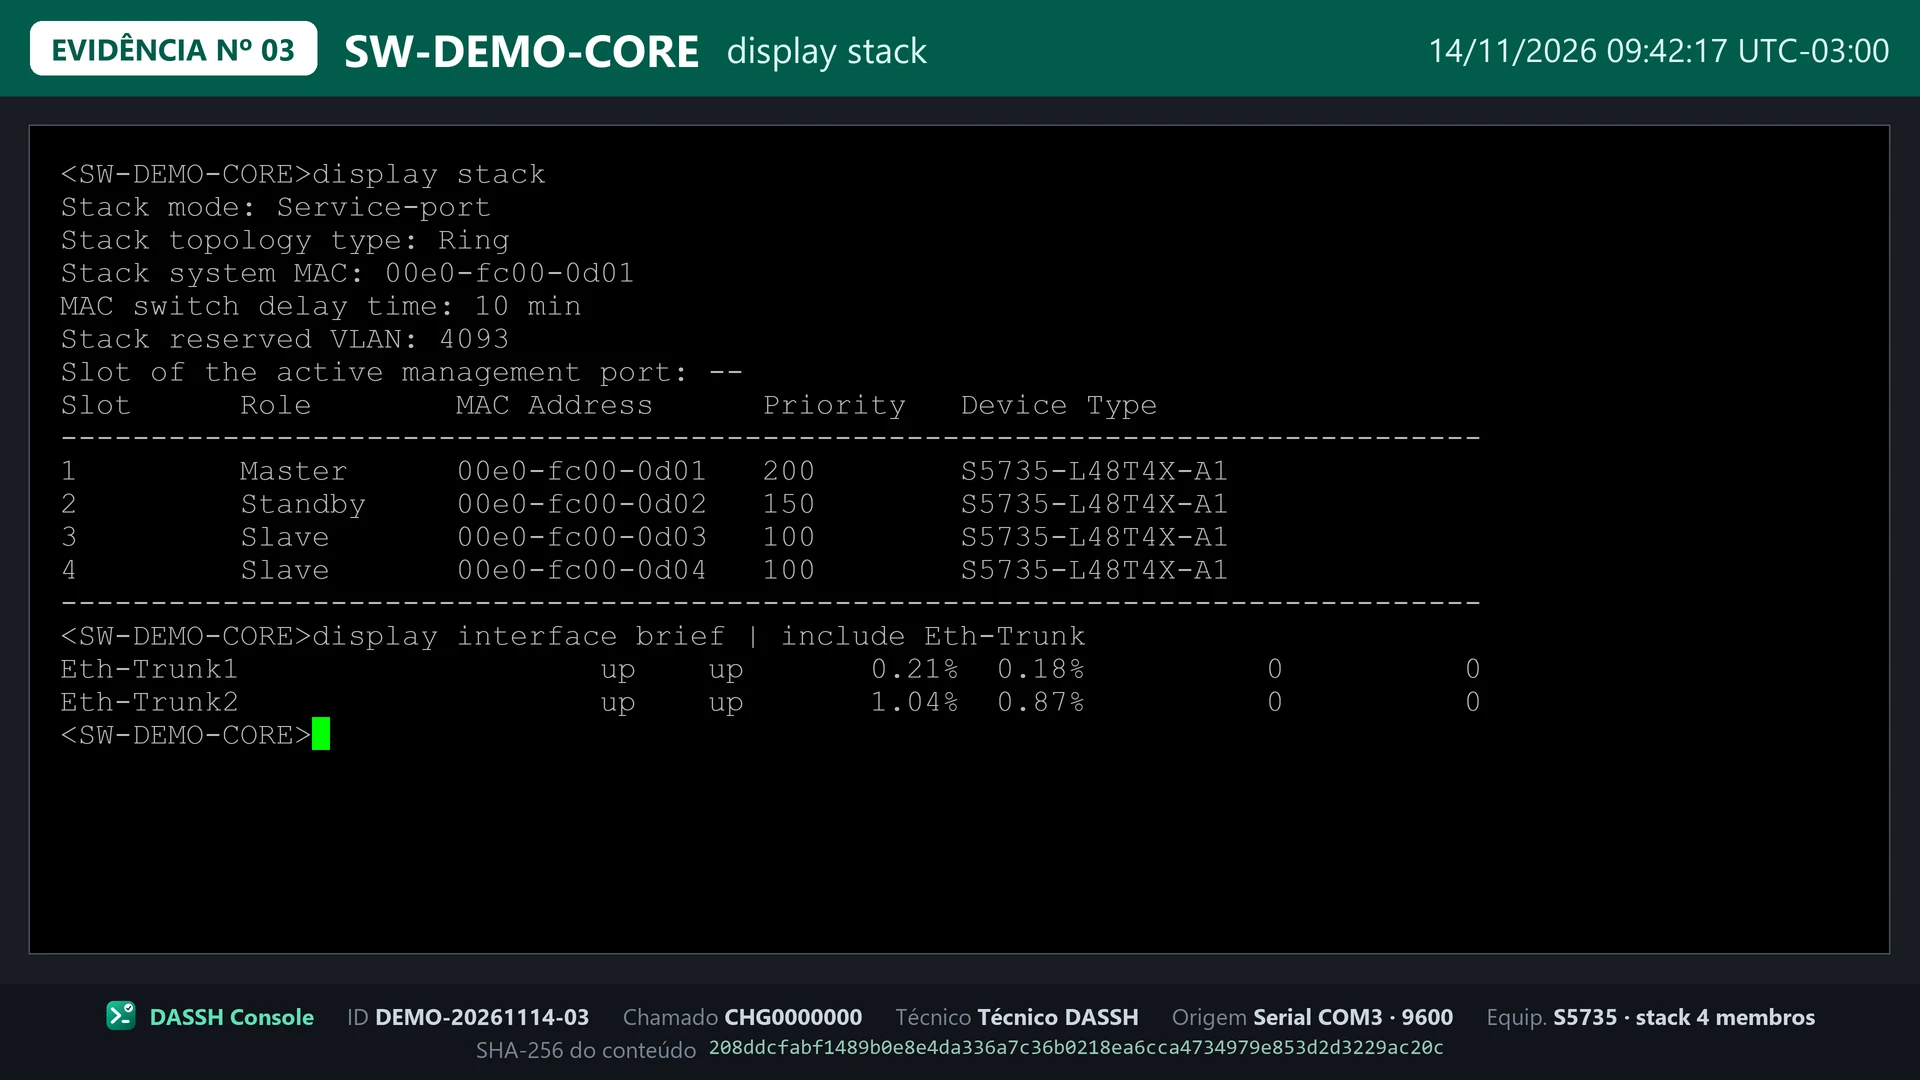 EVIDÊNCIA Nº 03 SW-DEMO-CORE display stack 14/11/2026 09:42:17 UTC-03:00
<SW-DEMO-CORE>display stack
Stack mode: Service-port
Stack topology type: Ring
Stack system MAC: 00e0-fc00-0d01
MAC switch delay time: 10 min
Stack reserved VLAN: 4093
Slot of the active management port: --
Slot      Role        MAC Address      Priority   Device Type
-------------------------------------------------------------------------------
1         Master      00e0-fc00-0d01   200        S5735-L48T4X-A1
2         Standby     00e0-fc00-0d02   150        S5735-L48T4X-A1
3         Slave       00e0-fc00-0d03   100        S5735-L48T4X-A1
4         Slave       00e0-fc00-0d04   100        S5735-L48T4X-A1
-------------------------------------------------------------------------------
<SW-DEMO-CORE>display interface brief | include Eth-Trunk
Eth-Trunk1                    up    up       0.21%  0.18%          0          0
Eth-Trunk2                    up    up       1.04%  0.87%          0          0
<SW-DEMO-CORE>
DASSH Console ID DEMO-20261114-03 Chamado CHG0000000 Técnico Técnico DASSH Origem Serial COM3 · 9600 Equip. S5735 · stack 4 membros
SHA-256 do conteúdo 208ddcfabf1489b0e8e4da336a7c36b0218ea6cca4734979e853d2d3229ac20c